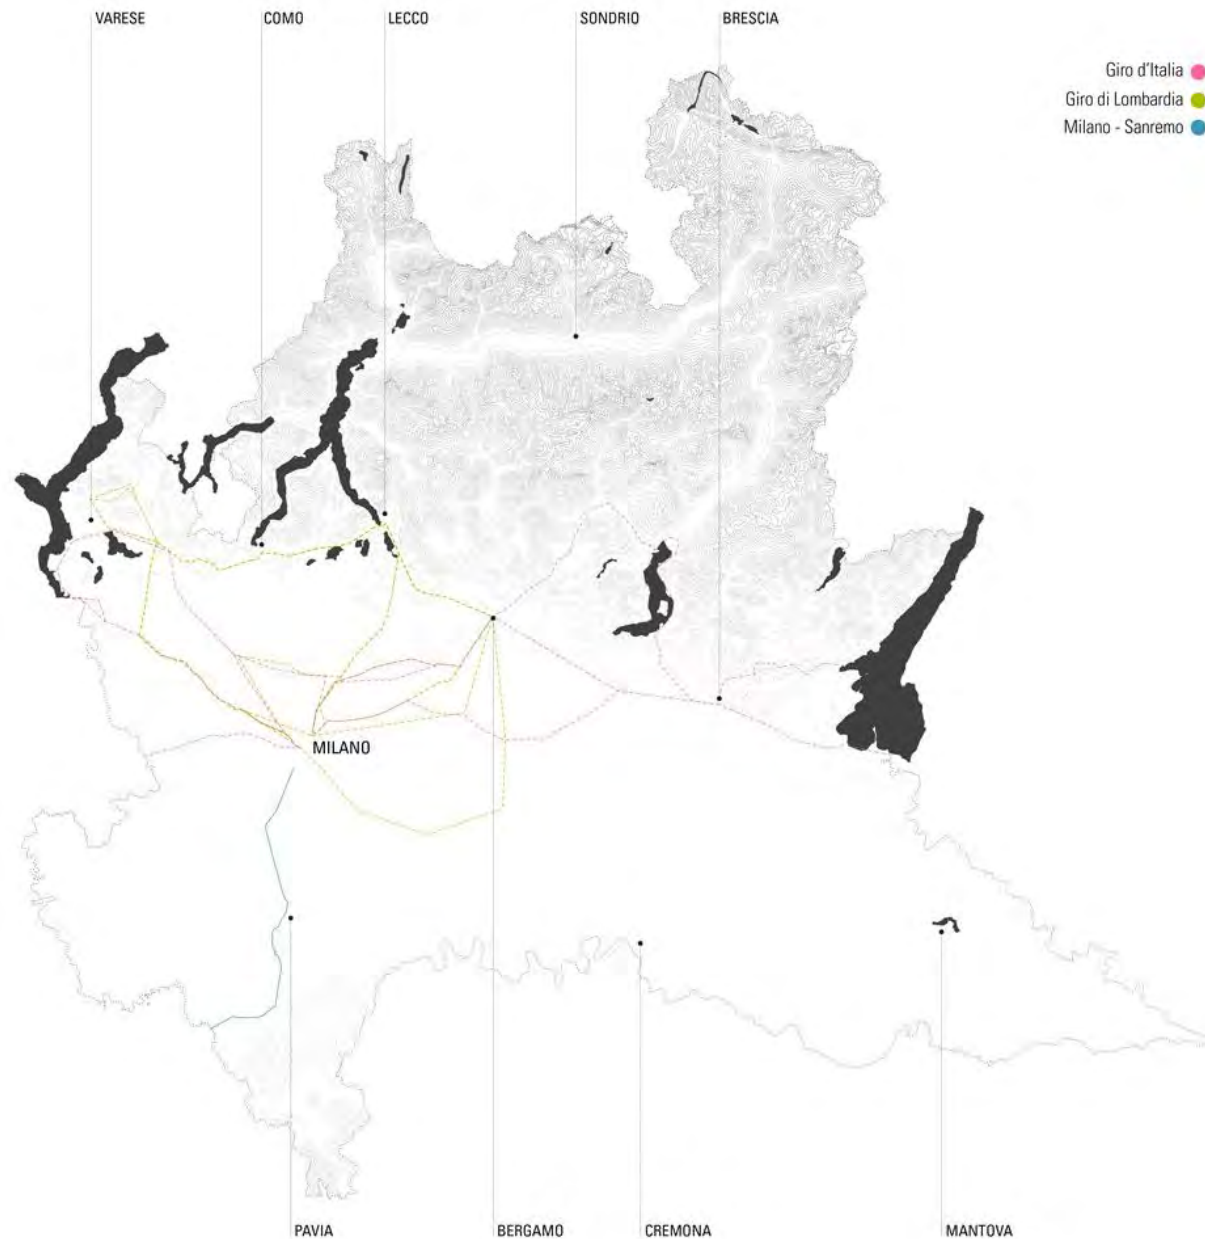 VARESE
COMO
LECCO
SONDRIO
BRESCIA
Giro d'Italia
Giro di Lombardia
Milano - Sanremo
MILANO
PAVIA
BERGAMO
CREMONA
MANTOVA